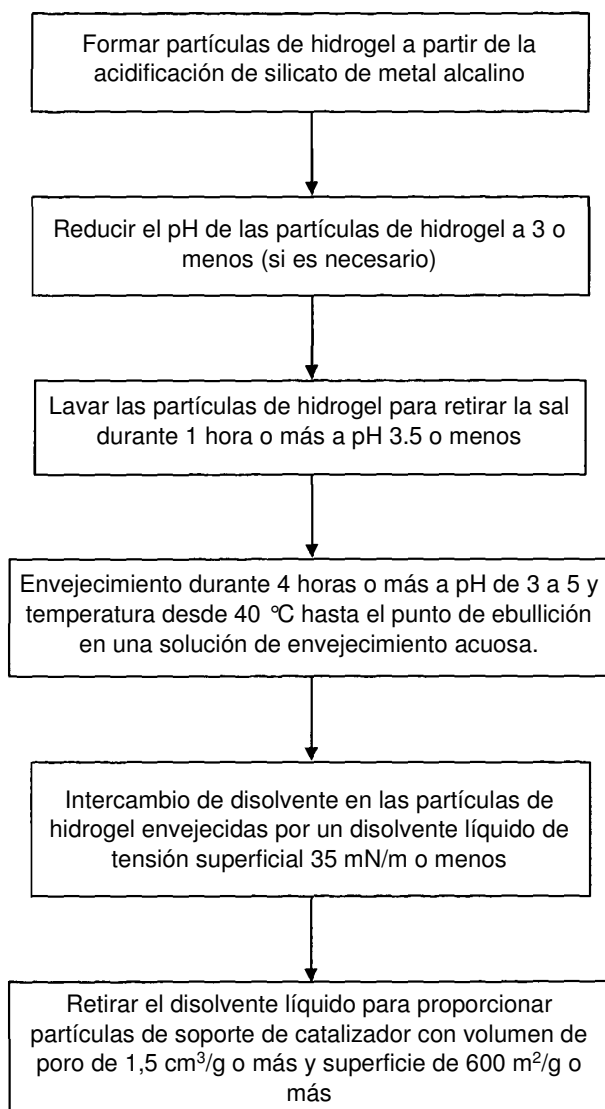 Formar partículas de hidrogel a partir de la
acidificación de silicato de metal alcalino
Reducir el pH de las partículas de hidrogel a 3 o
menos (si es necesario)
Lavar las partículas de hidrogel para retirar la sal
durante 1 hora o más a pH 3.5 o menos
Envejecimiento durante 4 horas o más a pH de 3 a 5 y
temperatura desde 40 °C hasta el punto de ebullición
en una solución de envejecimiento acuosa.
Intercambio de disolvente en las partículas de
hidrogel envejecidas por un disolvente líquido de
tensión superficial 35 mN/m o menos
Retirar el disolvente líquido para proporcionar
partículas de soporte de catalizador con volumen de
poro de 1,5 cm³/g o más y superficie de 600 m²/g o
más